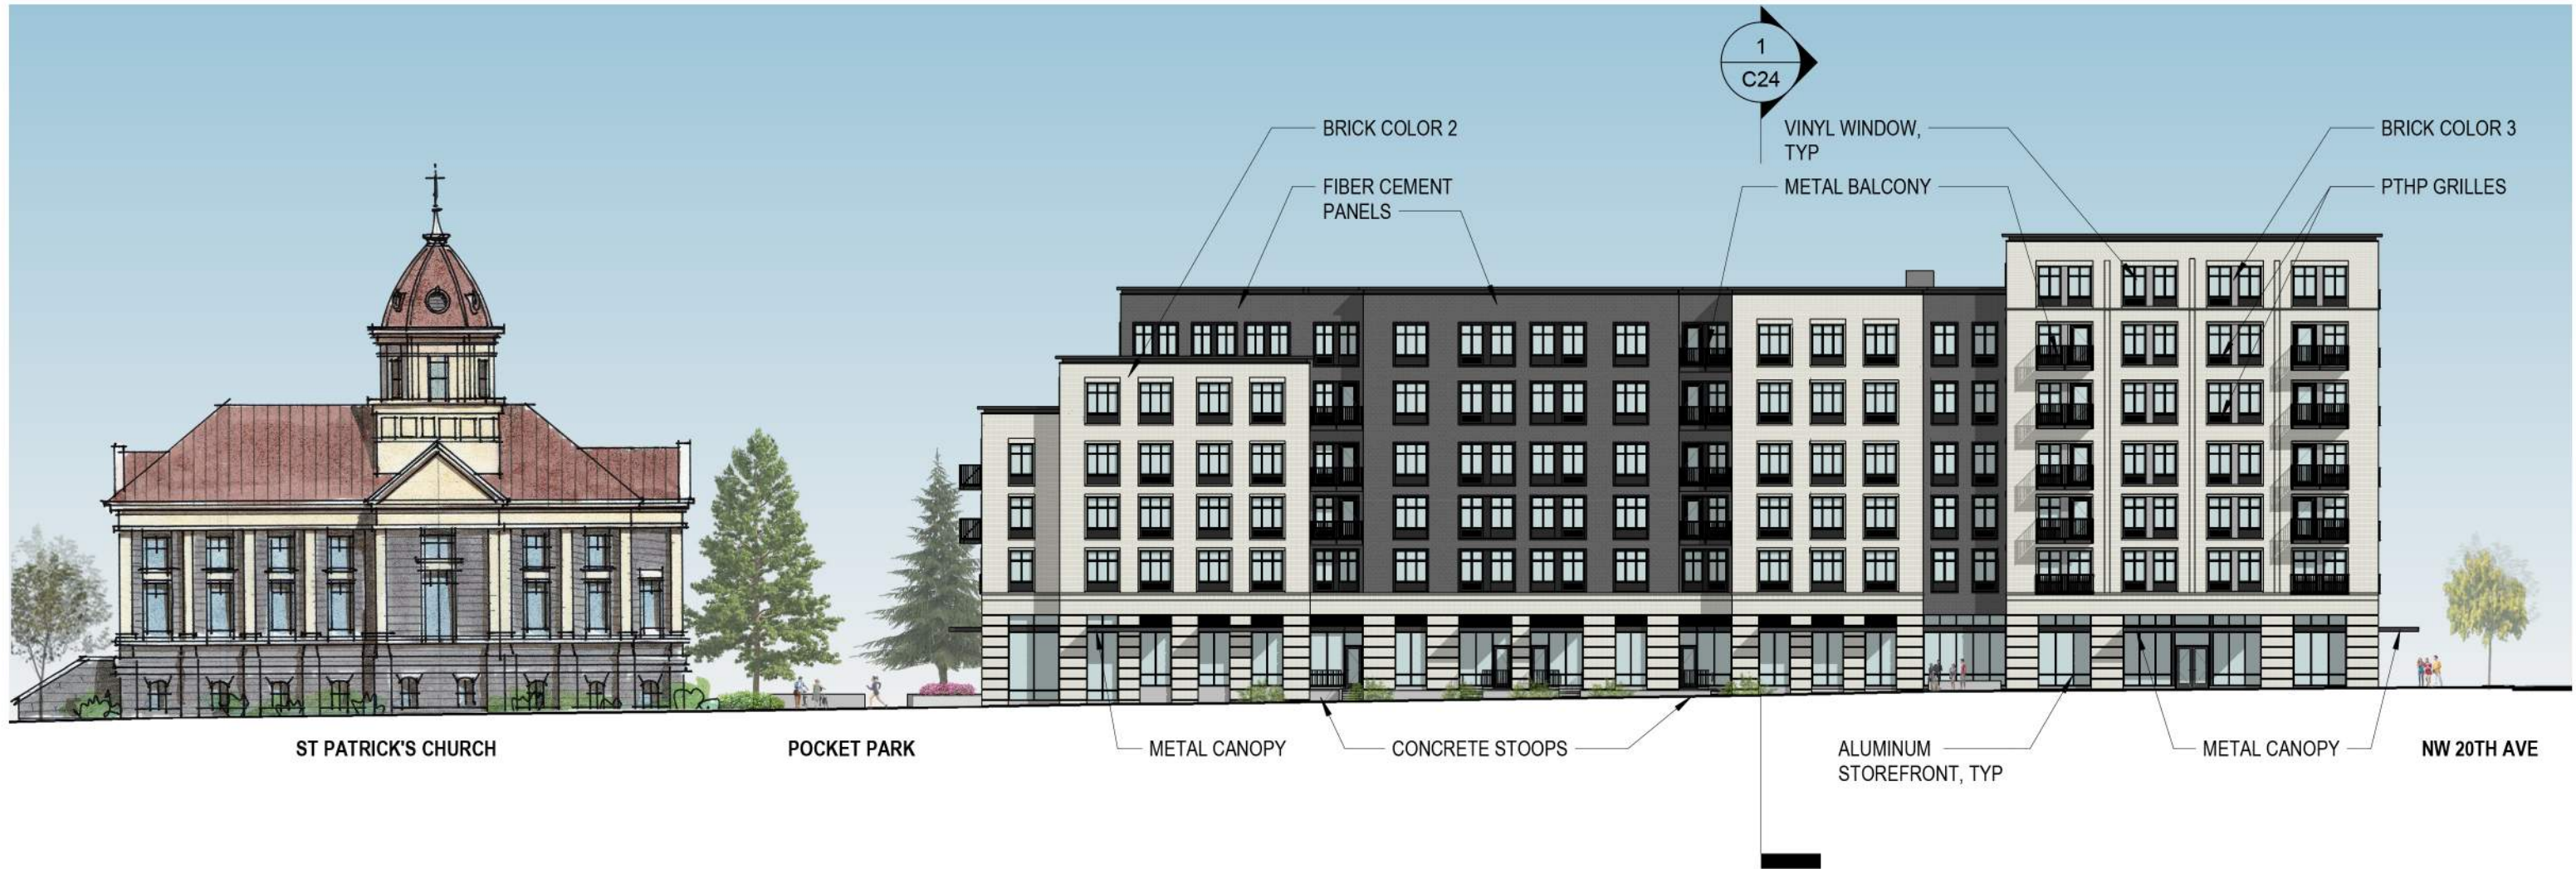 1
C24
BRICK COLOR 2
VINYL WINDOW,
TYP
BRICK COLOR 3
FIBER CEMENT
PANELS
METAL BALCONY
PTHP GRILLES
ST PATRICK'S CHURCH
POCKET PARK
METAL CANOPY
CONCRETE STOOPS
ALUMINUM
STOREFRONT, TYP
METAL CANOPY
NW 20TH AVE